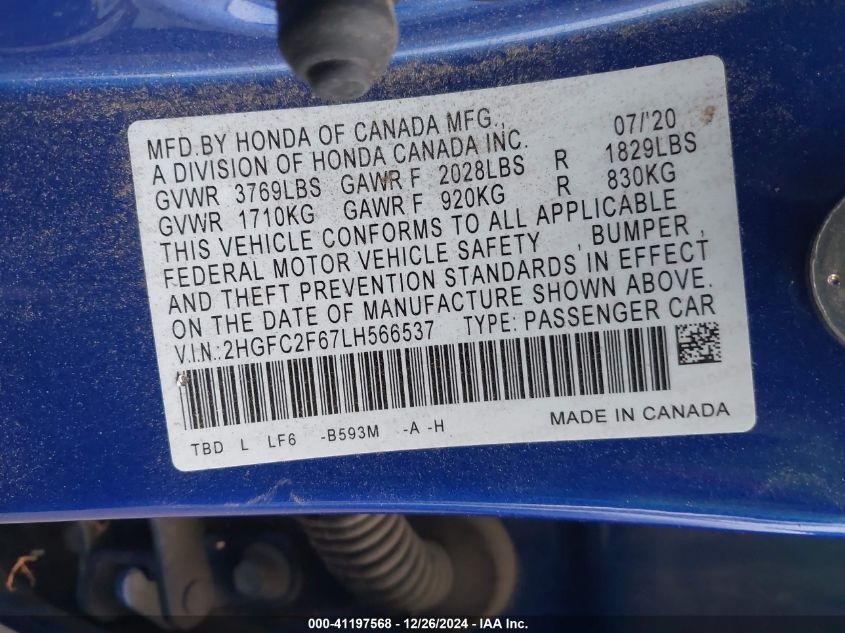 MFD.BY HONDA OF CANADA MFG., 07/'20
A DIVISION OF HONDA CANADA INC.
GVWR 3769LBS GAWR F 2028LBS R 1829LBS
GVWR 1710KG GAWR F 920KG R 830KG
THIS VEHICLE CONFORMS TO ALL APPLICABLE
FEDERAL MOTOR VEHICLE SAFETY , BUMPER ,
AND THEFT PREVENTION STANDARDS IN EFFECT
ON THE DATE OF MANUFACTURE SHOWN ABOVE.
V.I.N.:2HGFC2F67LH566537 TYPE: PASSENGER CAR
TBD L LF6 -B593M -A -H MADE IN CANADA
000-41197568 - 12/26/2024 - IAA Inc.